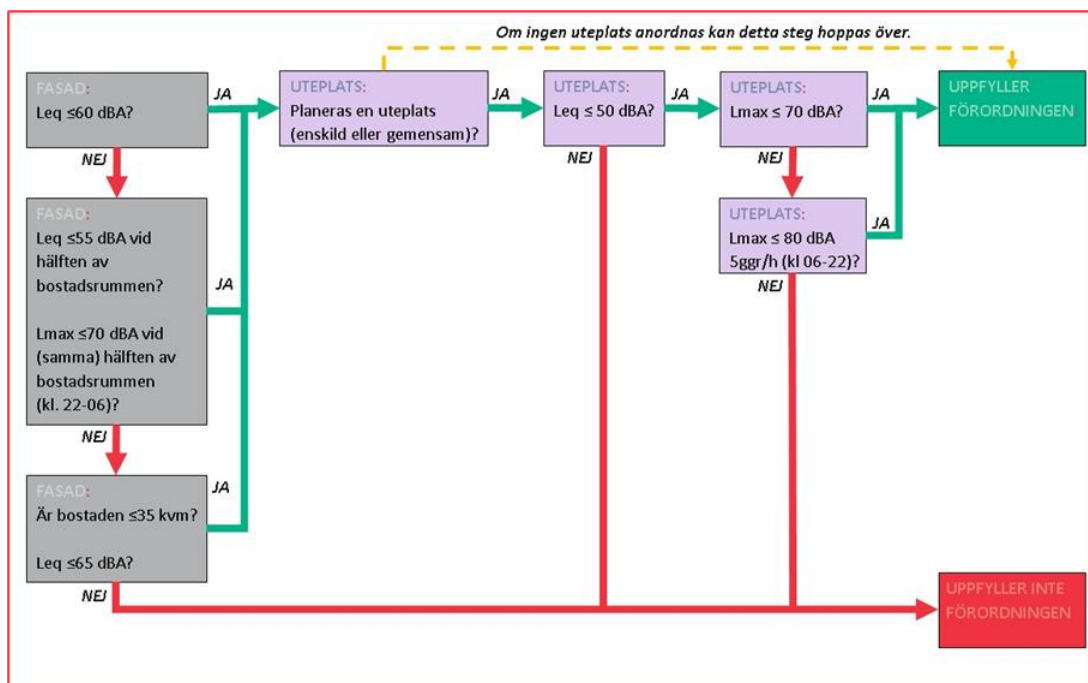 Om ingen uteplats anordnas kan detta steg hoppas över.
FASAD:
Leq ≤60 dBA?
JA
NEJ
UTEPLATS:
Planeras en uteplats
(enskild eller gemensam)?
JA
UTEPLATS:
Leq ≤ 50 dBA?
JA
NEJ
UTEPLATS:
Lmax ≤ 70 dBA?
JA
NEJ
UPPFYLLER
FÖRORDNINGEN
FASAD:
Leq ≤55 dBA vid
hälften av
bostadsrummen?
Lmax ≤70 dBA vid
(samma) hälften av
bostadsrummen
(kl. 22-06)?
JA
NEJ
UTEPLATS:
Lmax ≤ 80 dBA
5ggr/h (kl 06-22)?
JA
NEJ
FASAD:
Är bostaden ≤35 kvm?
Leq ≤65 dBA?
JA
NEJ
UPPFYLLER INTE
FÖRORDNINGEN